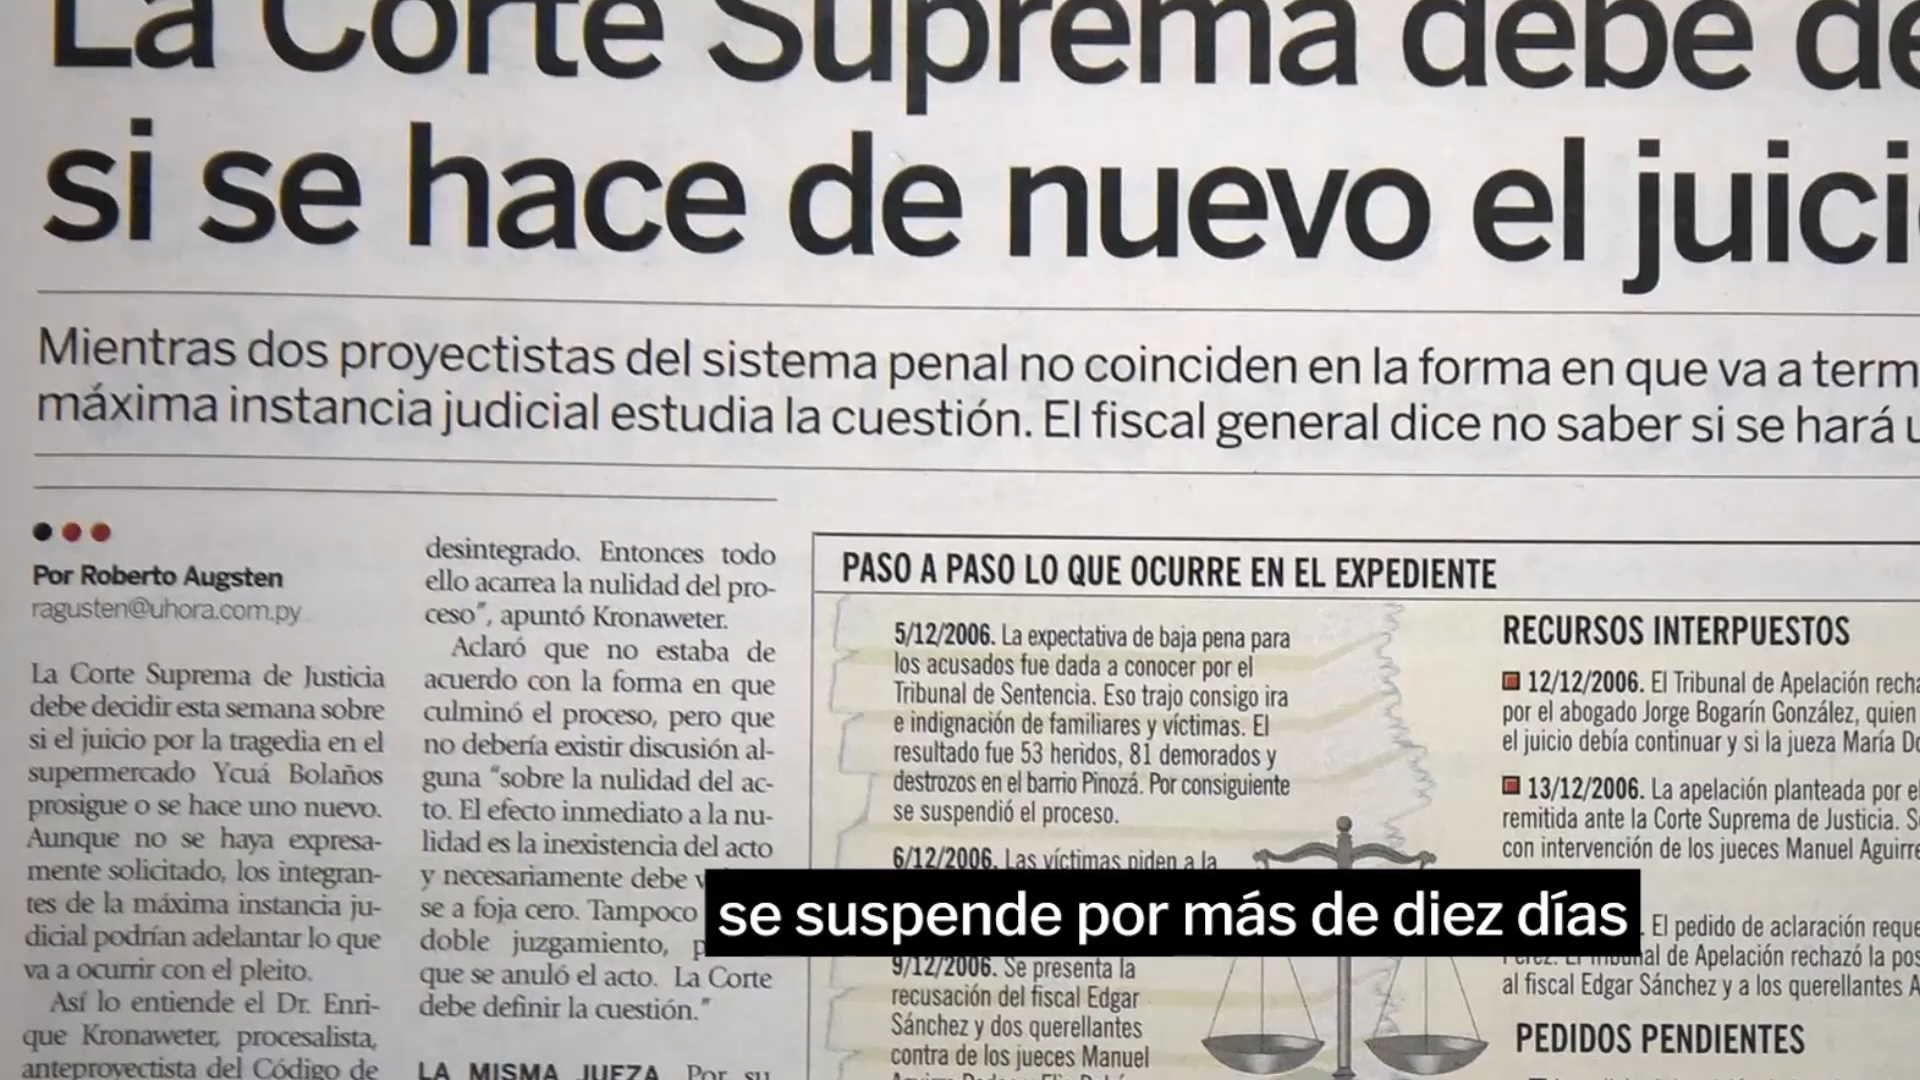 La Corte Suprema debe
si se hace de nuevo el
Mientras dos proyectistas del sistema penal no coinciden en la forma en que va a
máxima instancia judicial estudia la cuestión. El fiscal general dice no saber si se hará
Por Roberto Augsten
ragusten@uhora.com.py
La Corte Suprema de Justicia
debe decidir esta semana sobre
si el juicio por la tragedia en el
supermercado Ycuá Bolaños
prosigue o se hace uno nuevo.
Aunque no se haya expresa-
mente solicitado, los integran-
tes de la máxima instancia ju-
dicial podrían adelantar lo que
va a ocurrir con el pleito.
Así lo entiende el Dr. Enri-
que Kronaweter, procesalista,
anteproyectista del Código de
desintegrado. Entonces todo
ello acarrea la nulidad del pro-
ceso", apuntó Kronaweter.
Aclaró que no estaba de
acuerdo con la forma en que
culminó el proceso, pero que
no debería existir discusión al-
guna "sobre la nulidad del ac-
to. El efecto inmediato a la nu-
lidad es la inexistencia del acto
y necesariamente debe
se a foja cero. Tampoco
doble juzgamiento,
que se anuló el acto. La Corte
debe definir la cuestión."
LA MISMA JUEZA. Por su
PASO A PASO LO QUE OCURRE EN EL EXPEDIENTE
5/12/2006. La expectativa de baja pena para
los acusados fue dada a conocer por el
Tribunal de Sentencia. Eso trajo consigo ira
e indignación de familiares y víctimas. El
resultado fue 53 heridos, 81 demorados y
destrozos en el barrio Pinozá. Por consiguiente
se suspendió el proceso.
6/12/2006. Las víctimas piden a la
9/12/2006. Se presenta la
recusación del fiscal Edgar
Sánchez y dos querellantes
contra de los jueces Manuel
RECURSOS INTERPUESTOS
12/12/2006. El Tribunal de Apelación
por el abogado Jorge Bogarín González, quien
el juicio debía continuar y si la jueza María
13/12/2006. La apelación planteada por
remitida ante la Corte Suprema de Justicia.
con intervención de los jueces Manuel
El pedido de aclaración
de Apelación rechazó la
al fiscal Edgar Sánchez y a los querellantes
PEDIDOS PENDIENTES
se suspende por más de diez días